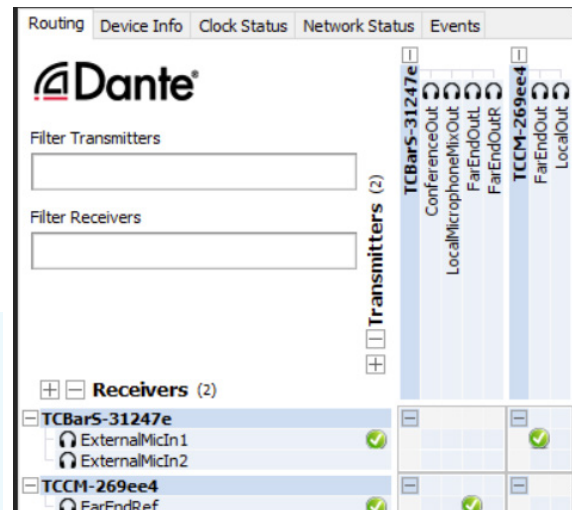 Routing Device Info Clock Status Network Status Events
Dante®
Filter Transmitters
Filter Receivers
Transmitters (2)
TCBarS-31247e
ConferenceOut
LocalMicrophoneMixOut
FarEndOutL
FarEndOutR
TCCM-269ee4
FarEndOut
LocalOut
Receivers (2)
TCBarS-31247e
ExternalMicIn1
ExternalMicIn2
TCCM-269ee4
FarEndRef